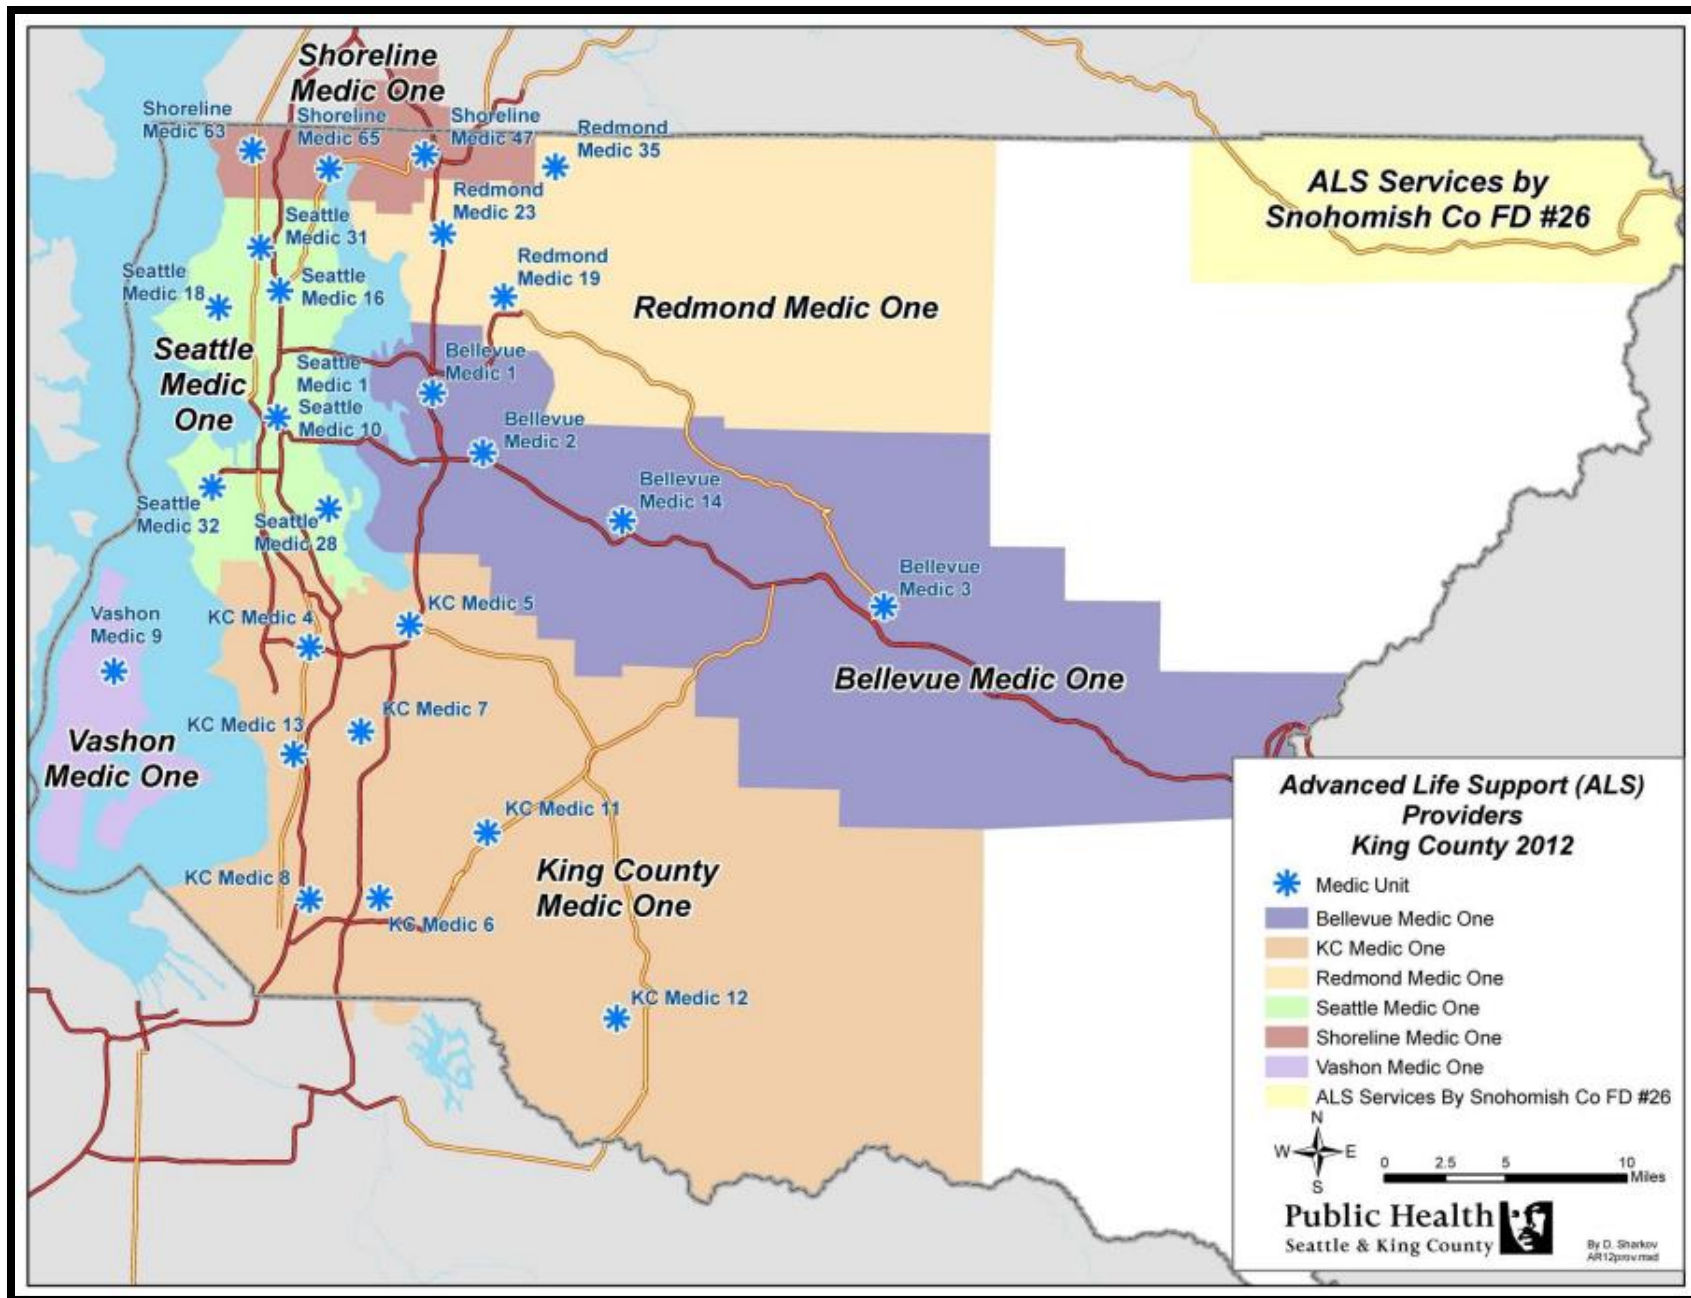 Shoreline
Medic One
Shoreline
Medic 63
Shoreline
Medic 65
Shoreline
Medic 47
Redmond
Medic 35
Redmond
Medic 23
ALS Services by
Snohomish Co FD #26
Seattle
Medic 31
Seattle
Medic 18
Seattle
Medic 16
Redmond
Medic 19
Redmond Medic One
Seattle
Medic
One
Seattle
Medic 1
Seattle
Medic 10
Bellevue
Medic 1
Bellevue
Medic 2
Seattle
Medic 32
Seattle
Medic 28
Bellevue
Medic 14
Bellevue
Medic 3
Vashon
Medic 9
KC Medic 4
KC Medic 5
Bellevue Medic One
KC Medic 13
KC Medic 7
Vashon
Medic One
KC Medic 11
KC Medic 8
KC Medic 6
King County
Medic One
KC Medic 12
Advanced Life Support (ALS)
Providers
King County 2012
Medic Unit
Bellevue Medic One
KC Medic One
Redmond Medic One
Seattle Medic One
Shoreline Medic One
Vashon Medic One
ALS Services By Snohomish Co FD #26
N
W E
S
0 2.5 5 10
Miles
Public Health
Seattle & King County
By D. Sharkov
AR12prov.mxd